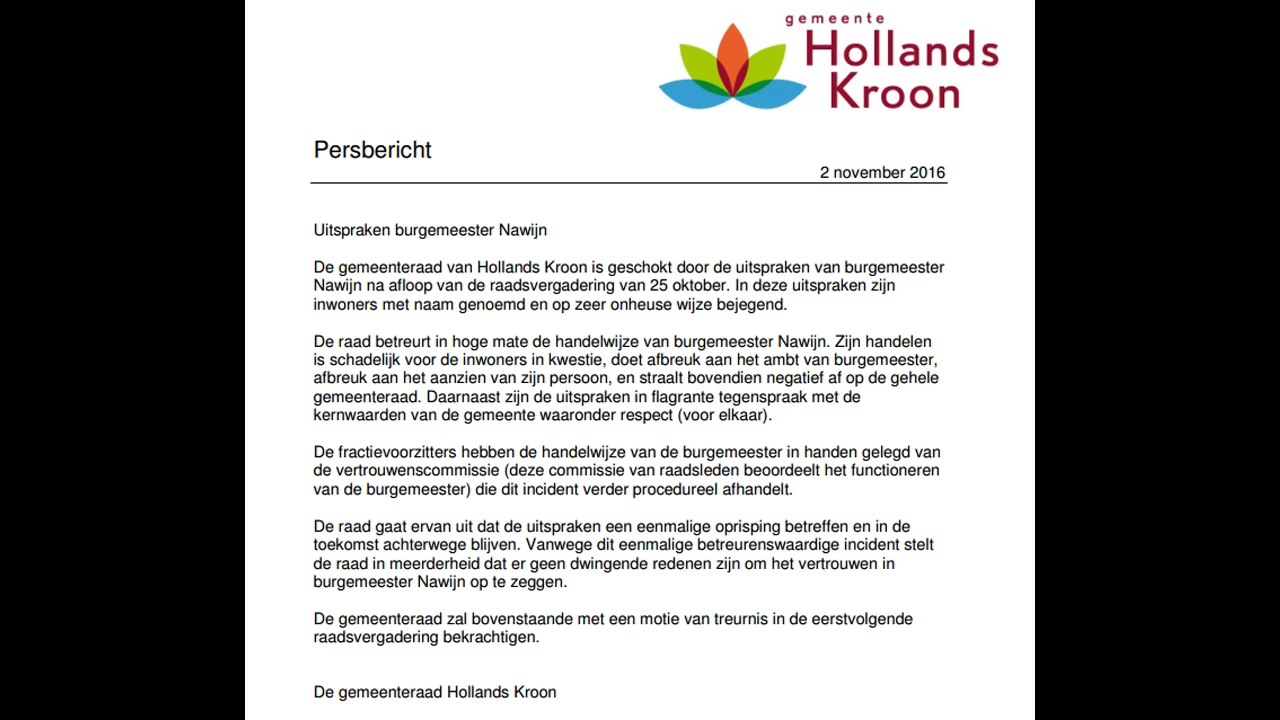 gemeente
Hollands
Kroon
Persbericht
2 november 2016
Uitspraken burgemeester Nawijn
De gemeenteraad van Hollands Kroon is geschokt door de uitspraken van burgemeester
Nawijn na afloop van de raadsvergadering van 25 oktober. In deze uitspraken zijn
inwoners met naam genoemd en op zeer onheuse wijze bejegend.
De raad betreurt in hoge mate de handelwijze van burgemeester Nawijn. Zijn handelen
is schadelijk voor de inwoners in kwestie, doet afbreuk aan het ambt van burgemeester,
afbreuk aan het aanzien van zijn persoon, en straalt bovendien negatief af op de gehele
gemeenteraad. Daarnaast zijn de uitspraken in flagrante tegenspraak met de
kernwaarden van de gemeente waaronder respect (voor elkaar).
De fractievoorzitters hebben de handelwijze van de burgemeester in handen gelegd van
de vertrouwenscommissie (deze commissie van raadsleden beoordeelt het functioneren
van de burgemeester) die dit incident verder procedureel afhandelt.
De raad gaat ervan uit dat de uitspraken een eenmalige oprisping betreffen en in de
toekomst achterwege blijven. Vanwege dit eenmalige betreurenswaardige incident stelt
de raad in meerderheid dat er geen dwingende redenen zijn om het vertrouwen in
burgemeester Nawijn op te zeggen.
De gemeenteraad zal bovenstaande met een motie van treurnis in de eerstvolgende
raadsvergadering bekrachtigen.
De gemeenteraad Hollands Kroon